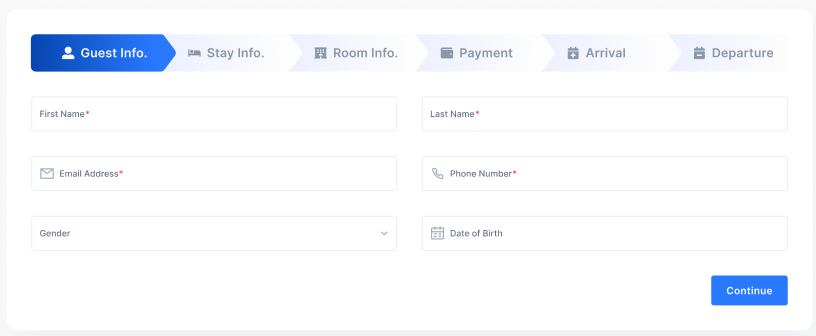 Guest Info. Stay Info. Room Info. Payment Arrival Departure
First Name* Last Name*
Email Address* Phone Number*
Gender Date of Birth
Continue